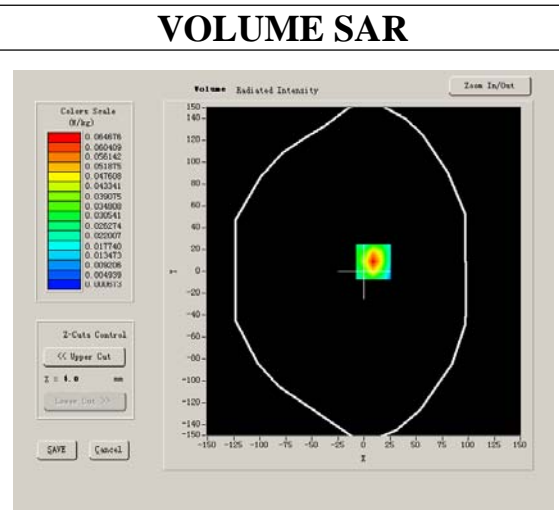 VOLUME SAR
Volume Radiated Intensity
Zoom In/Out
Colors Scale
(W/kg)
0.064676
0.060409
0.056142
0.051875
0.047608
0.043341
0.039075
0.034808
0.030541
0.026274
0.022007
0.017740
0.013473
0.009206
0.004939
0.000673
150
140
120
100
80
60
40
20
0
-20
-40
-60
-80
-100
-120
-140
-150
Y
-150 -125 -100 -75 -50 -25 0 25 50 75 100 125 150
X
Z-Cuts Control
<< Upper Cut
Z = 4.0 mm
Lower Cut >>
SAVE Cancel